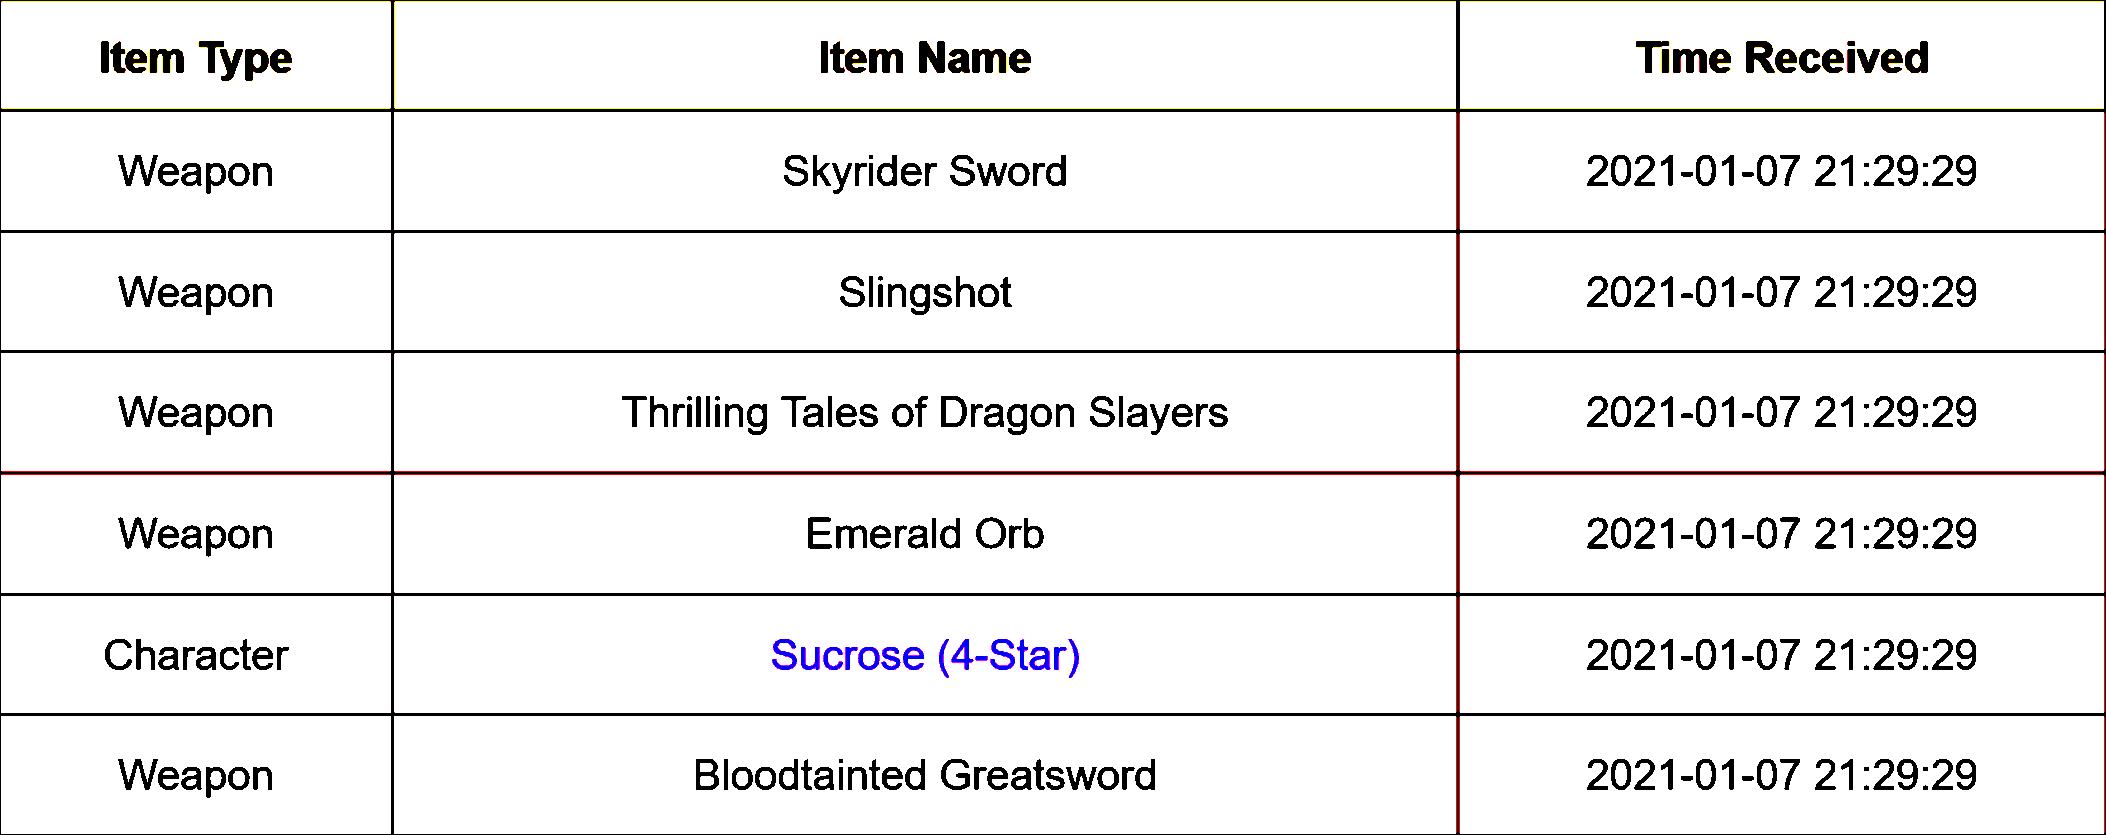 Item Type Item Name Time Received
Weapon Skyrider Sword 2021-01-07 21:29:29
Weapon Slingshot 2021-01-07 21:29:29
Weapon Thrilling Tales of Dragon Slayers 2021-01-07 21:29:29
Weapon Emerald Orb 2021-01-07 21:29:29
Character Sucrose (4-Star) 2021-01-07 21:29:29
Weapon Bloodtainted Greatsword 2021-01-07 21:29:29